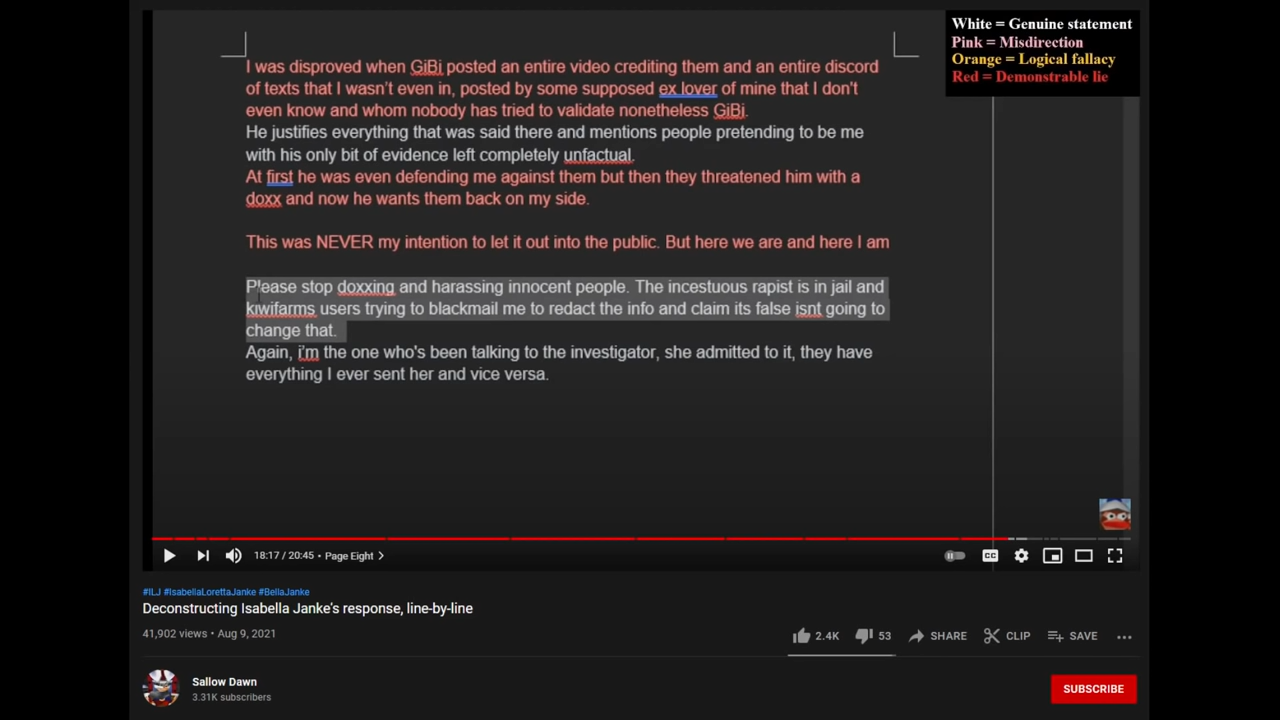 White = Genuine statement
Pink = Misdirection
Orange = Logical fallacy
Red = Demonstrable lie
I was disproved when GiBi posted an entire video crediting them and an entire discord
of texts that I wasn't even in, posted by some supposed ex lover of mine that I don't
even know and whom nobody has tried to validate nonetheless GiBi.
He justifies everything that was said there and mentions people pretending to be me
with his only bit of evidence left completely unfactual.
At first he was even defending me against them but then they threatened him with a
doxx and now he wants them back on my side.
This was NEVER my intention to let it out into the public. But here we are and here I am
Please stop doxxing and harassing innocent people. The incestuous rapist is in jail and
kiwifarms users trying to blackmail me to redact the info and claim its false isnt going to
change that.
Again, i'm the one who's been talking to the investigator, she admitted to it, they have
everything I ever sent her and vice versa.
18:17 / 20:45 • Page Eight >
CC
#ILJ #IsabellaLorettaJanke #BellaJanke
Deconstructing Isabella Janke's response, line-by-line
41,902 views • Aug 9, 2021
2.4K 53 SHARE CLIP SAVE ...
Sallow Dawn
3.31K subscribers
SUBSCRIBE